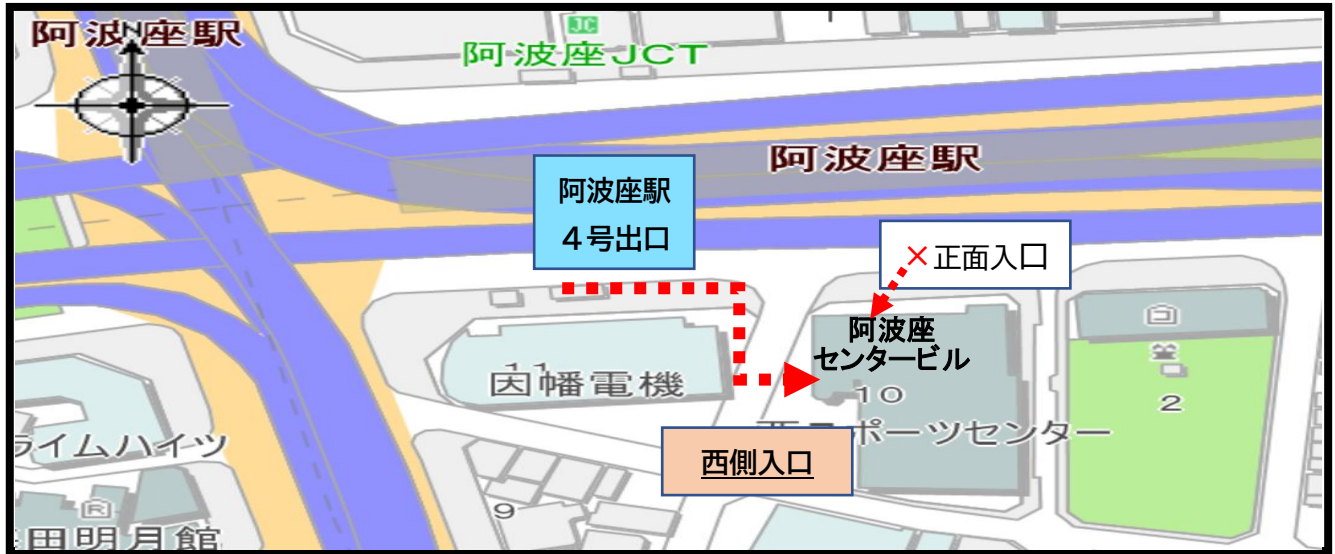 阿波座駅
N
JC
阿波座JCT
阿波座駅
阿波座駅
4号出口
×正面入口
阿波座
センタービル
11
因幡電機
10
西スポーツセンター
2
ライムハイツ
西側入口
9
R
田明月館